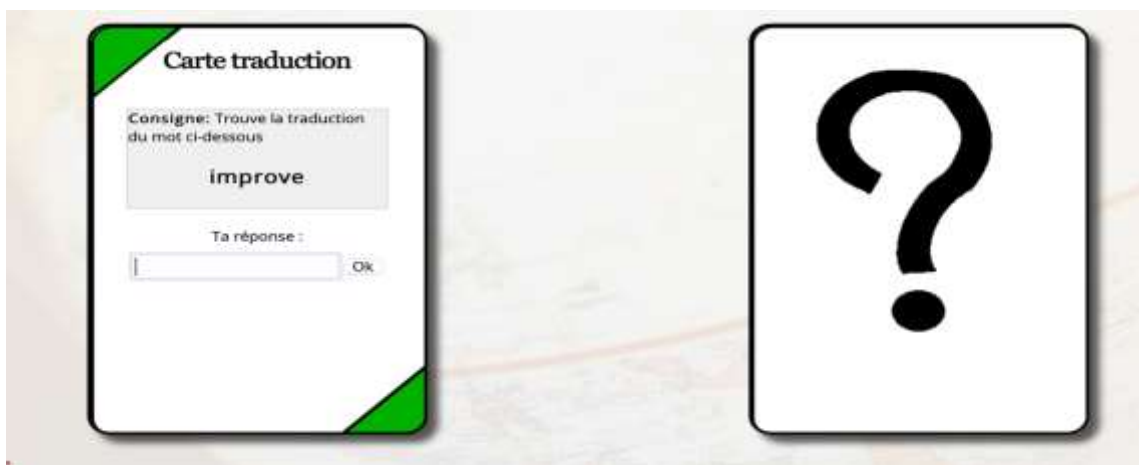 Carte traduction
Consigne: Trouve la traduction
du mot ci-dessous
improve
Ta réponse :
Ok
?